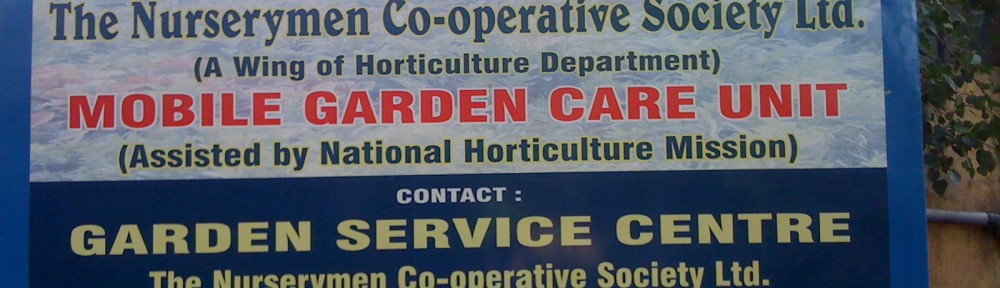 The Nurserymen Co-operative Society Ltd.
(A Wing of Horticulture Department)
MOBILE GARDEN CARE UNIT
(Assisted by National Horticulture Mission)
CONTACT :
GARDEN SERVICE CENTRE
The Nurserymen Co-operative Society Ltd.